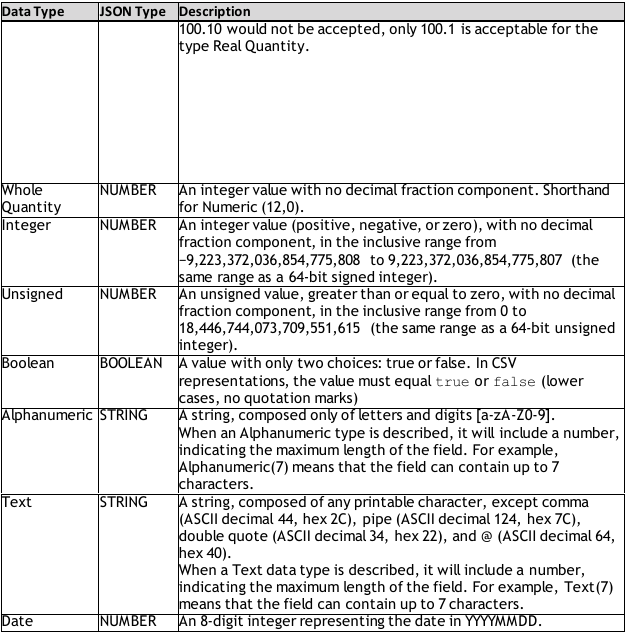 Data Type JSON Type Description
100.10 would not be accepted, only 100.1 is acceptable for the
type Real Quantity.
Whole NUMBER An integer value with no decimal fraction component. Shorthand
Quantity for Numeric (12,0).
Integer NUMBER An integer value (positive, negative, or zero), with no decimal
fraction component, in the inclusive range from
−9,223,372,036,854,775,808 to 9,223,372,036,854,775,807 (the
same range as a 64-bit signed integer).
Unsigned NUMBER An unsigned value, greater than or equal to zero, with no decimal
fraction component, in the inclusive range from 0 to
18,446,744,073,709,551,615 (the same range as a 64-bit unsigned
integer).
Boolean BOOLEAN A value with only two choices: true or false. In CSV
representations, the value must equal true or false (lower
cases, no quotation marks)
Alphanumeric STRING A string, composed only of letters and digits [a-zA-Z0-9].
When an Alphanumeric type is described, it will include a number,
indicating the maximum length of the field. For example,
Alphanumeric(7) means that the field can contain up to 7
characters.
Text STRING A string, composed of any printable character, except comma
(ASCII decimal 44, hex 2C), pipe (ASCII decimal 124, hex 7C),
double quote (ASCII decimal 34, hex 22), and @ (ASCII decimal 64,
hex 40).
When a Text data type is described, it will include a number,
indicating the maximum length of the field. For example, Text(7)
means that the field can contain up to 7 characters.
Date NUMBER An 8-digit integer representing the date in YYYYMMDD.